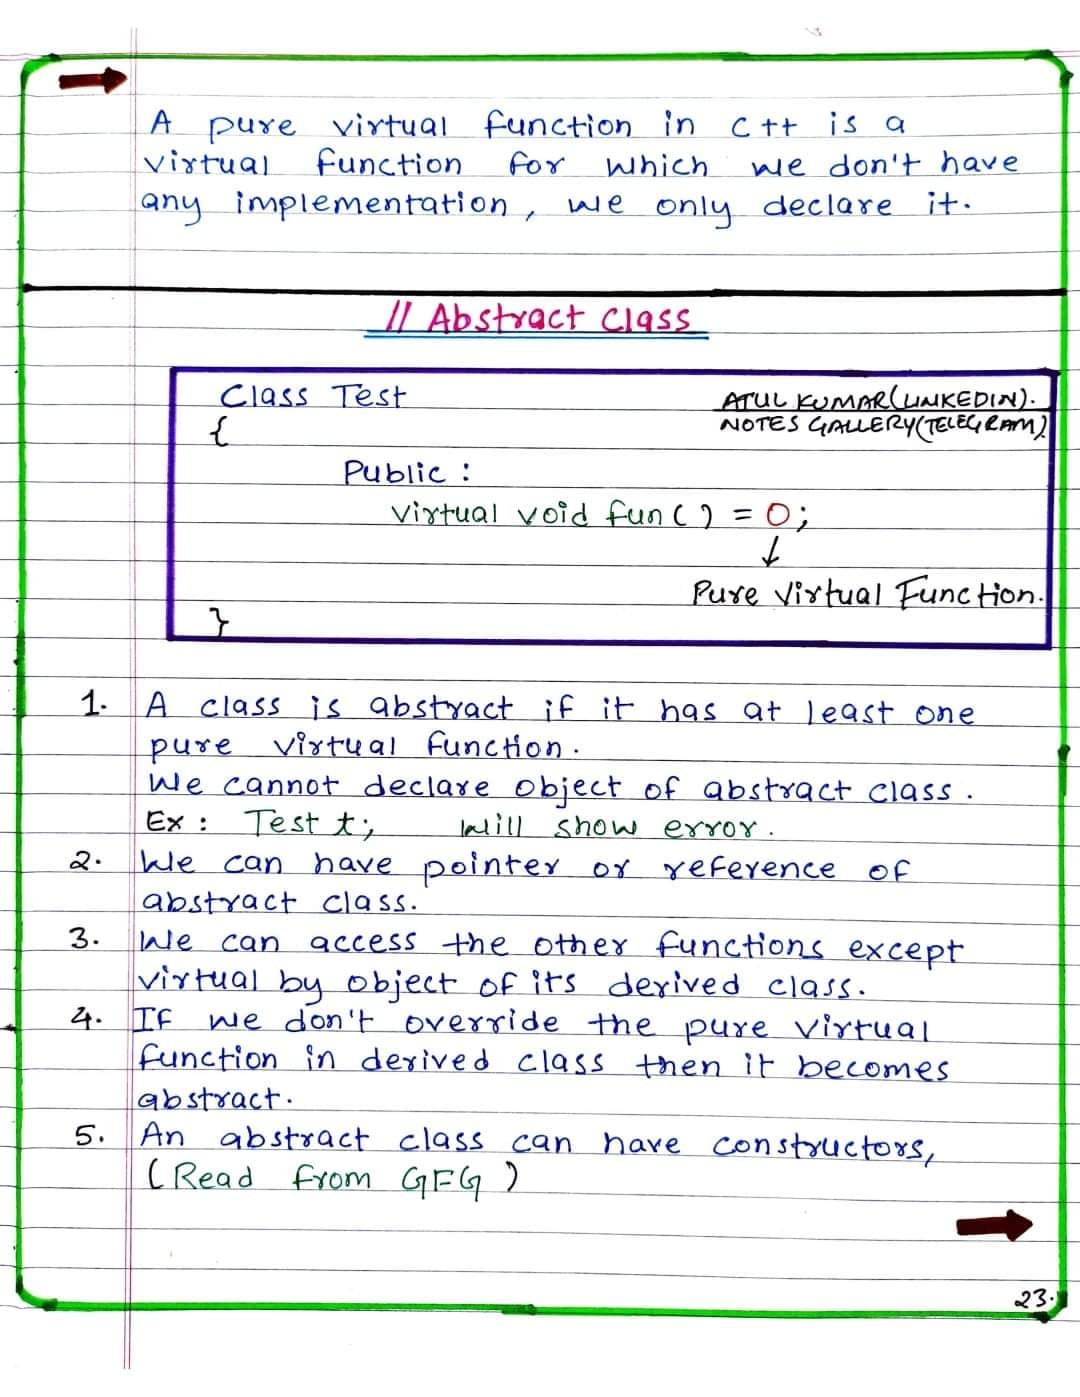 A pure virtual function in C++ is a
virtual function for which we don't have
any implementation, we only declare it.
// Abstract Class
Class Test
ATUL KUMAR(LINKEDIN).
{
NOTES GALLERY(TELEGRAM)
Public :
virtual void fun() = 0;
↓
Pure Virtual Function.
}
1. A class is abstract if it has at least one
pure virtual function.
We cannot declare object of abstract class.
Ex : Test t; Will show error.
2. We can have pointer or reference of
abstract class.
3. We can access the other functions except
virtual by object of its derived class.
4. If we don't override the pure virtual
function in derived class then it becomes
abstract.
5. An abstract class can have constructors,
(Read from GFG)
23.